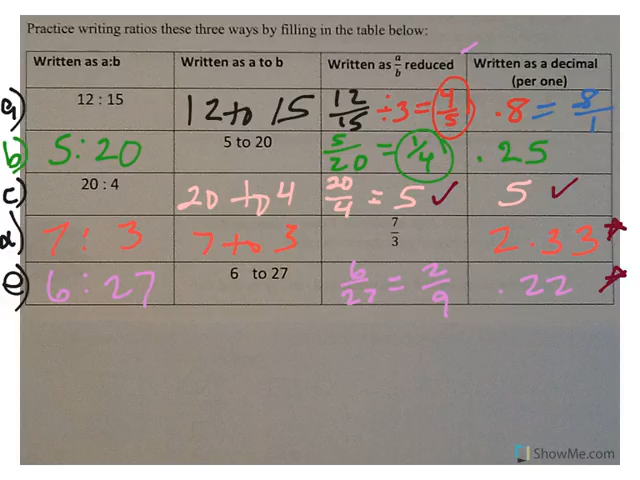 Practice writing ratios these three ways by filling in the table below:
Written as a:b Written as a to b Written as a/b reduced Written as a decimal (per one)
a) 12 : 15 12 to 15 12/15 ÷3 = 4/5 .8 = .8/1
b) 5 : 20 5 to 20 5/20 = 1/4 .25
c) 20 : 4 20 to 4 20/4 = 5 ✓ 5 ✓
d) 7 : 3 7 to 3 7/3 2.33
e) 6 : 27 6 to 27 6/27 = 2/9 .22
ShowMe.com